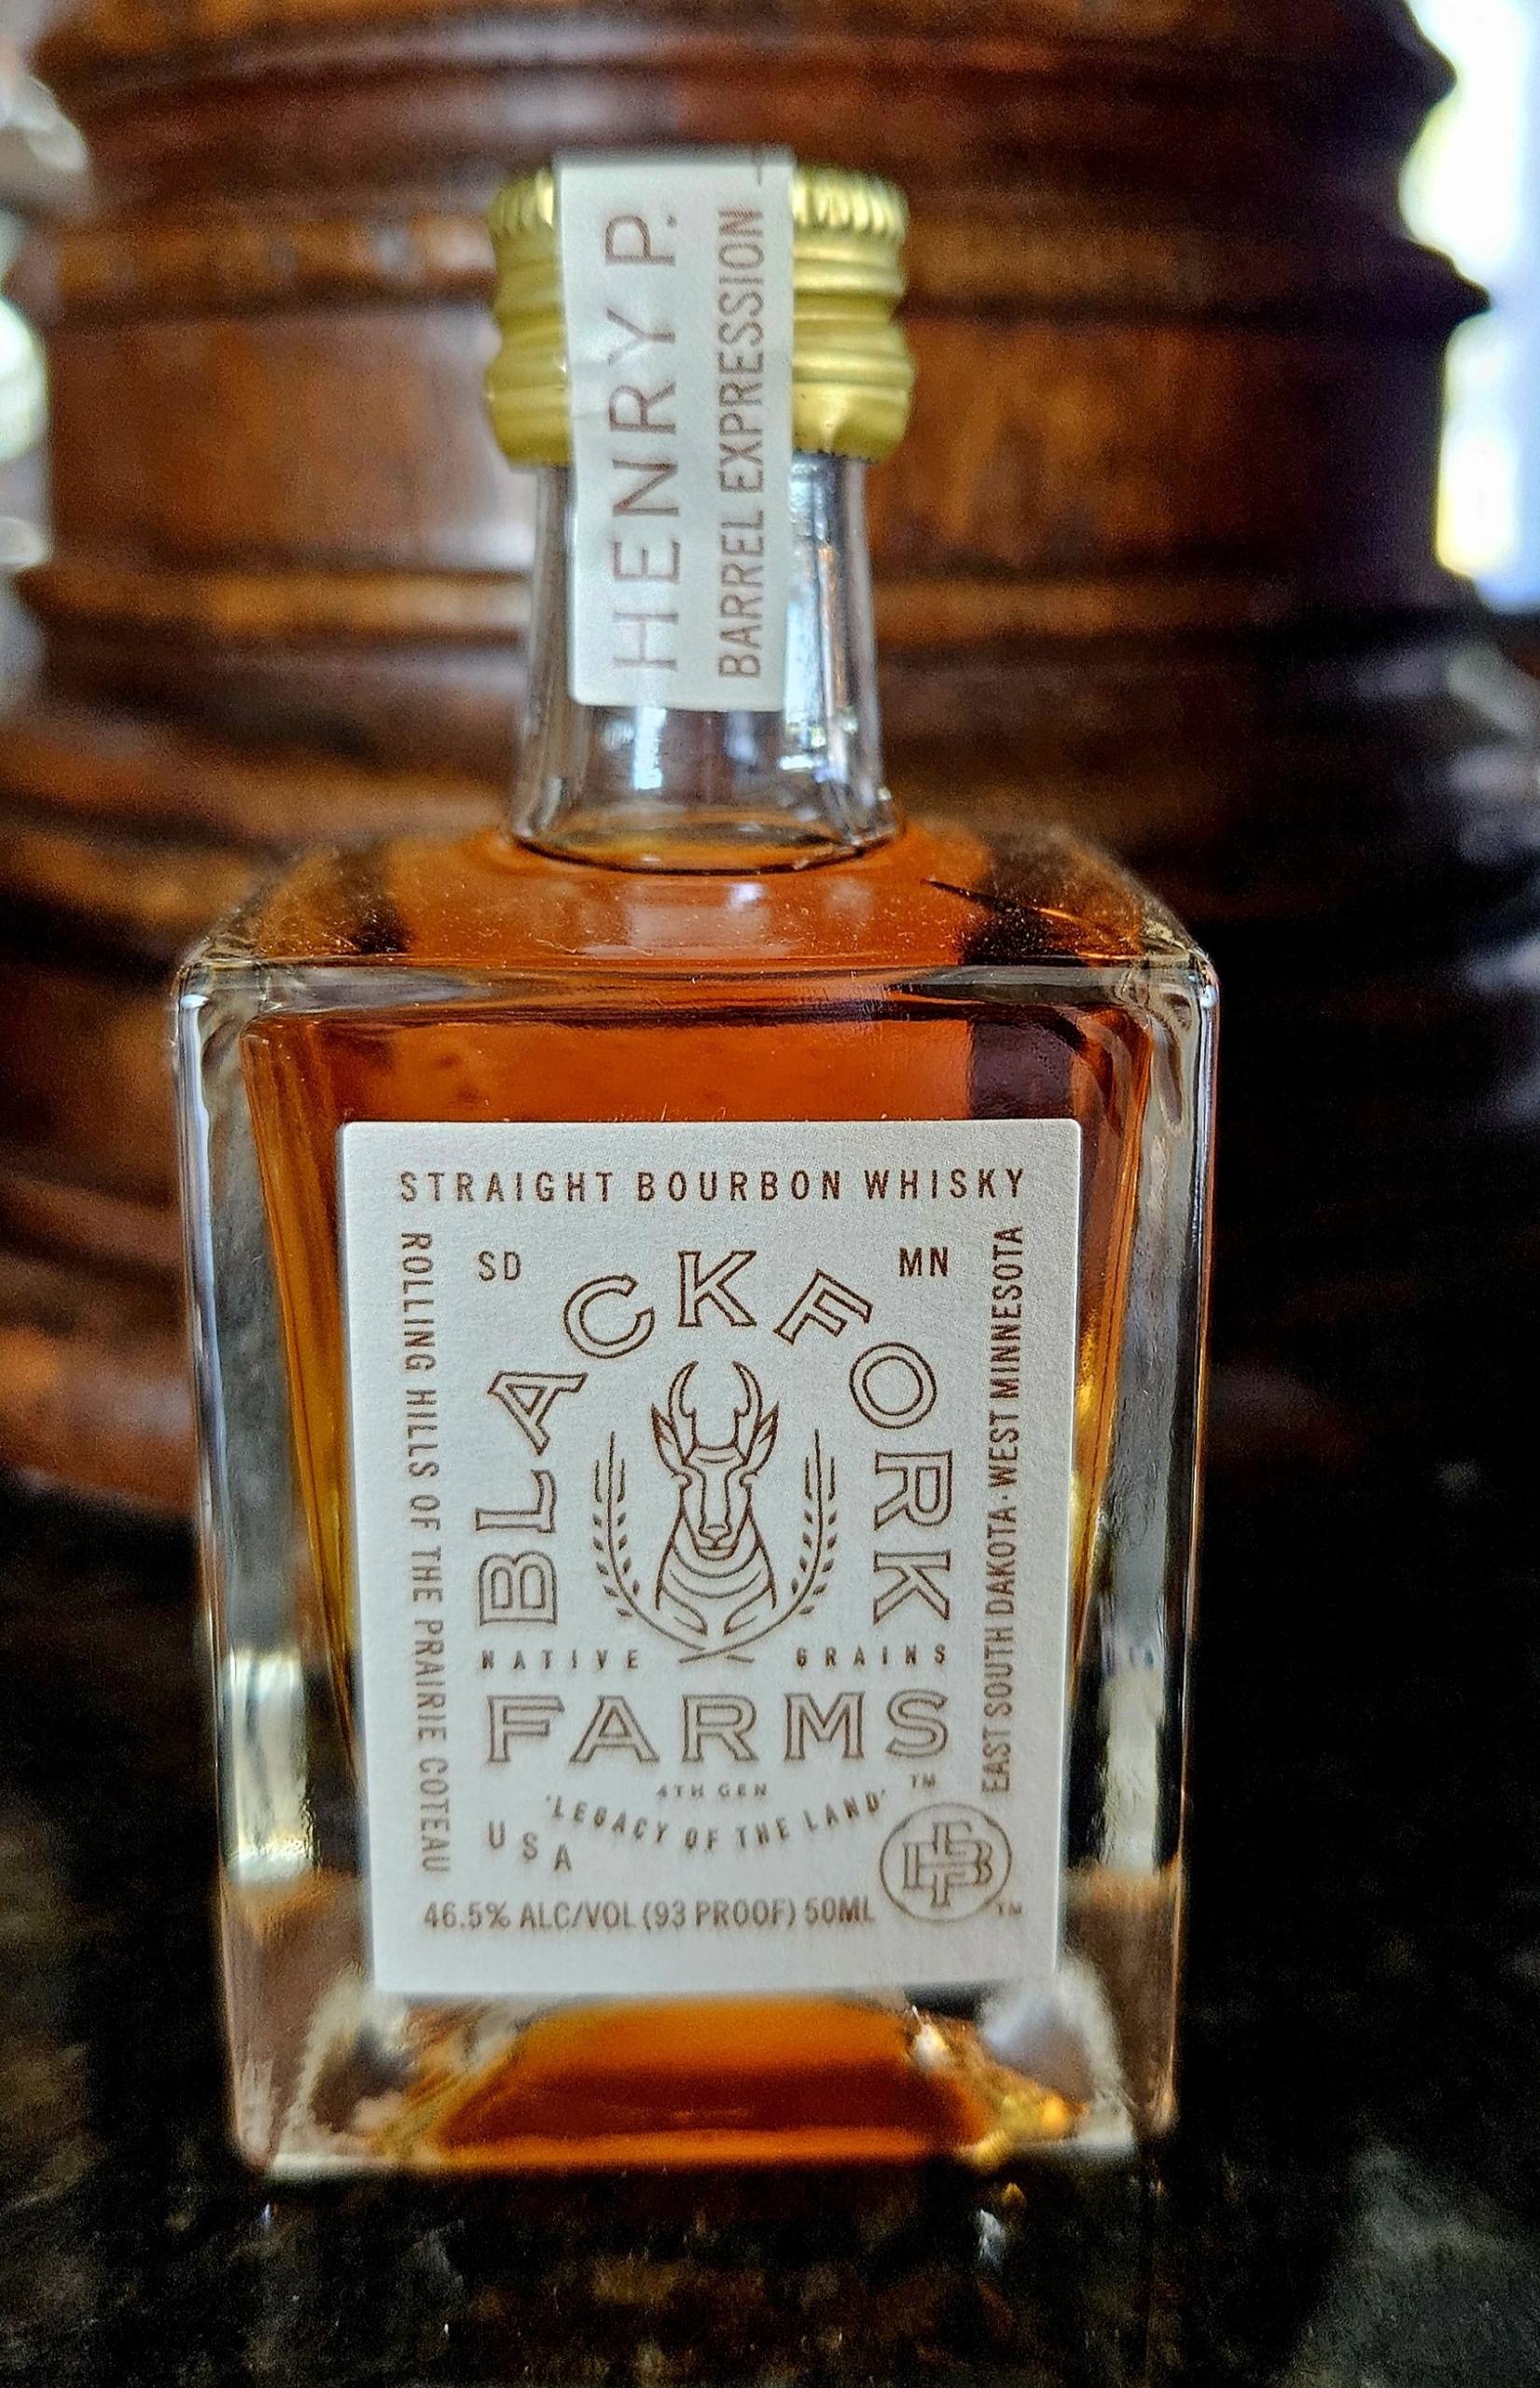 HENRY P.
BARREL EXPRESSION
STRAIGHT BOURBON WHISKY
ROLLING HILLS OF THE PRAIRIE COTEAU
SD
MN
BLACKFORK
EAST SOUTH DAKOTA·WEST MINNESOTA
NATIVE GRAINS
FARMS
TM
4TH GEN
'LEGACY OF THE LAND'
USA
BFF
TM
46.5% ALC/VOL (93 PROOF) 50ML